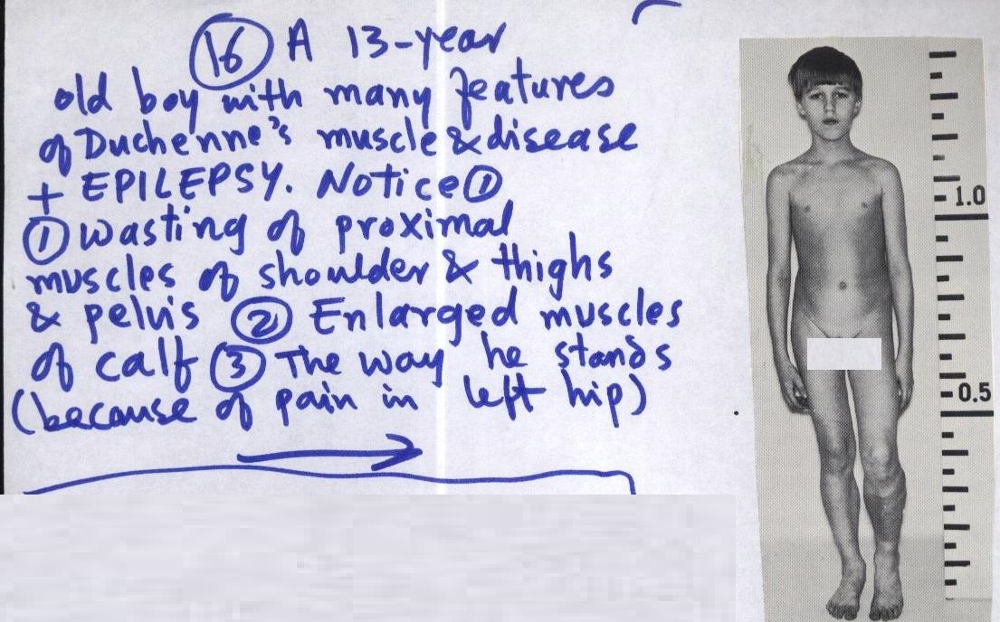 16 A 13-year
old boy with many features
of Duchenne's muscle & disease
+ EPILEPSY. Notice ①
① Wasting of proximal
muscles of shoulder & thighs
& pelvis ② Enlarged muscles
of calf ③ The way he stands
(because of pain in left hip)
1.0
0.5